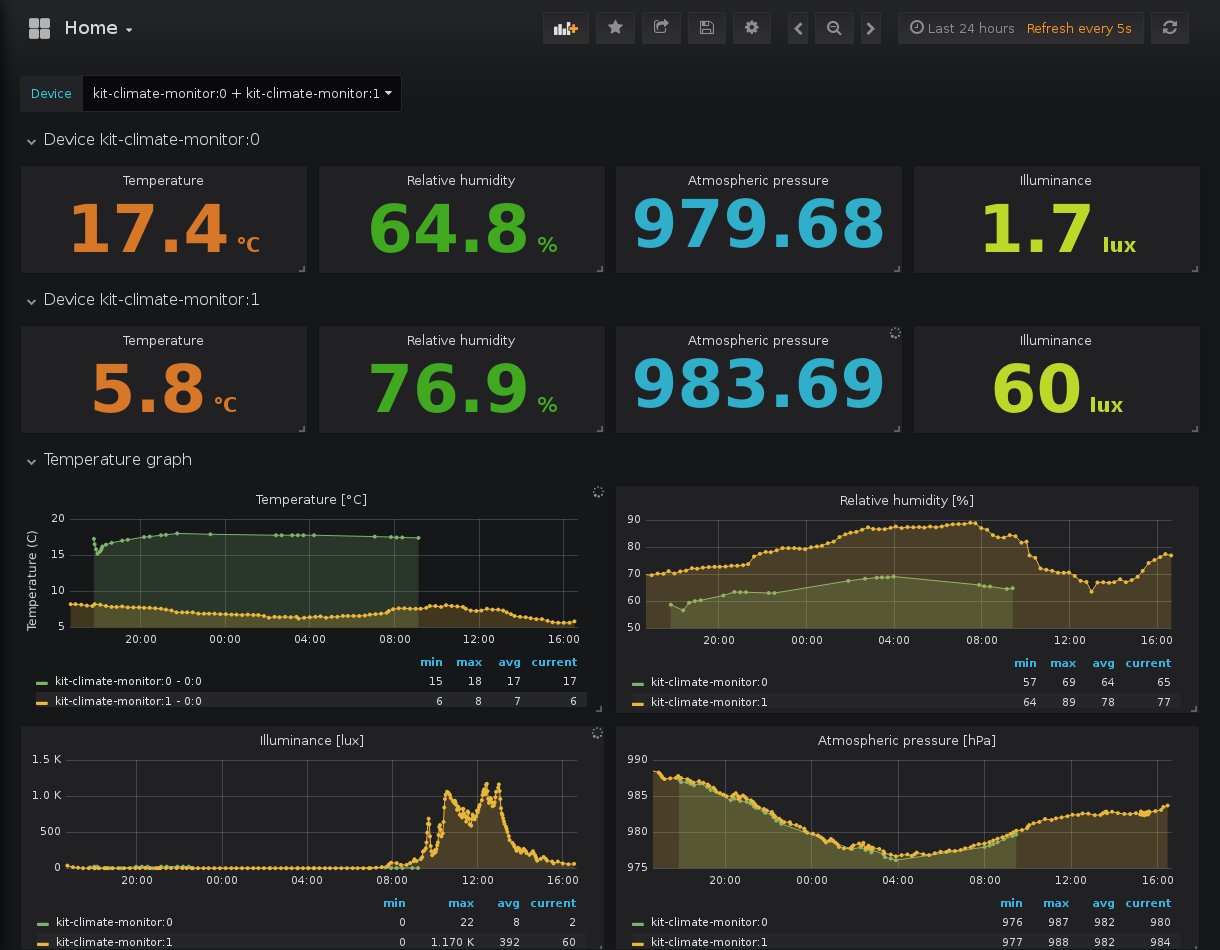 Home
Last 24 hours Refresh every 5s
Device kit-climate-monitor:0 + kit-climate-monitor:1
Device kit-climate-monitor:0
Temperature Relative humidity Atmospheric pressure Illuminance
17.4 °C 64.8 % 979.68 1.7 lux
Device kit-climate-monitor:1
Temperature Relative humidity Atmospheric pressure Illuminance
5.8 °C 76.9 % 983.69 60 lux
Temperature graph
Temperature [°C]
Temperature (C)
20
15
10
5
20:00 00:00 04:00 08:00 12:00 16:00
min max avg current
kit-climate-monitor:0 - 0:0 15 18 17 17
kit-climate-monitor:1 - 0:0 6 8 7 6
Relative humidity [%]
90
80
70
60
50
20:00 00:00 04:00 08:00 12:00 16:00
min max avg current
kit-climate-monitor:0 57 69 64 65
kit-climate-monitor:1 64 89 78 77
Illuminance [lux]
1.5 K
1.0 K
500
0
20:00 00:00 04:00 08:00 12:00 16:00
min max avg current
kit-climate-monitor:0 0 22 8 2
kit-climate-monitor:1 0 1.170 K 392 60
Atmospheric pressure [hPa]
990
985
980
975
20:00 00:00 04:00 08:00 12:00 16:00
min max avg current
kit-climate-monitor:0 976 987 982 980
kit-climate-monitor:1 977 988 982 984